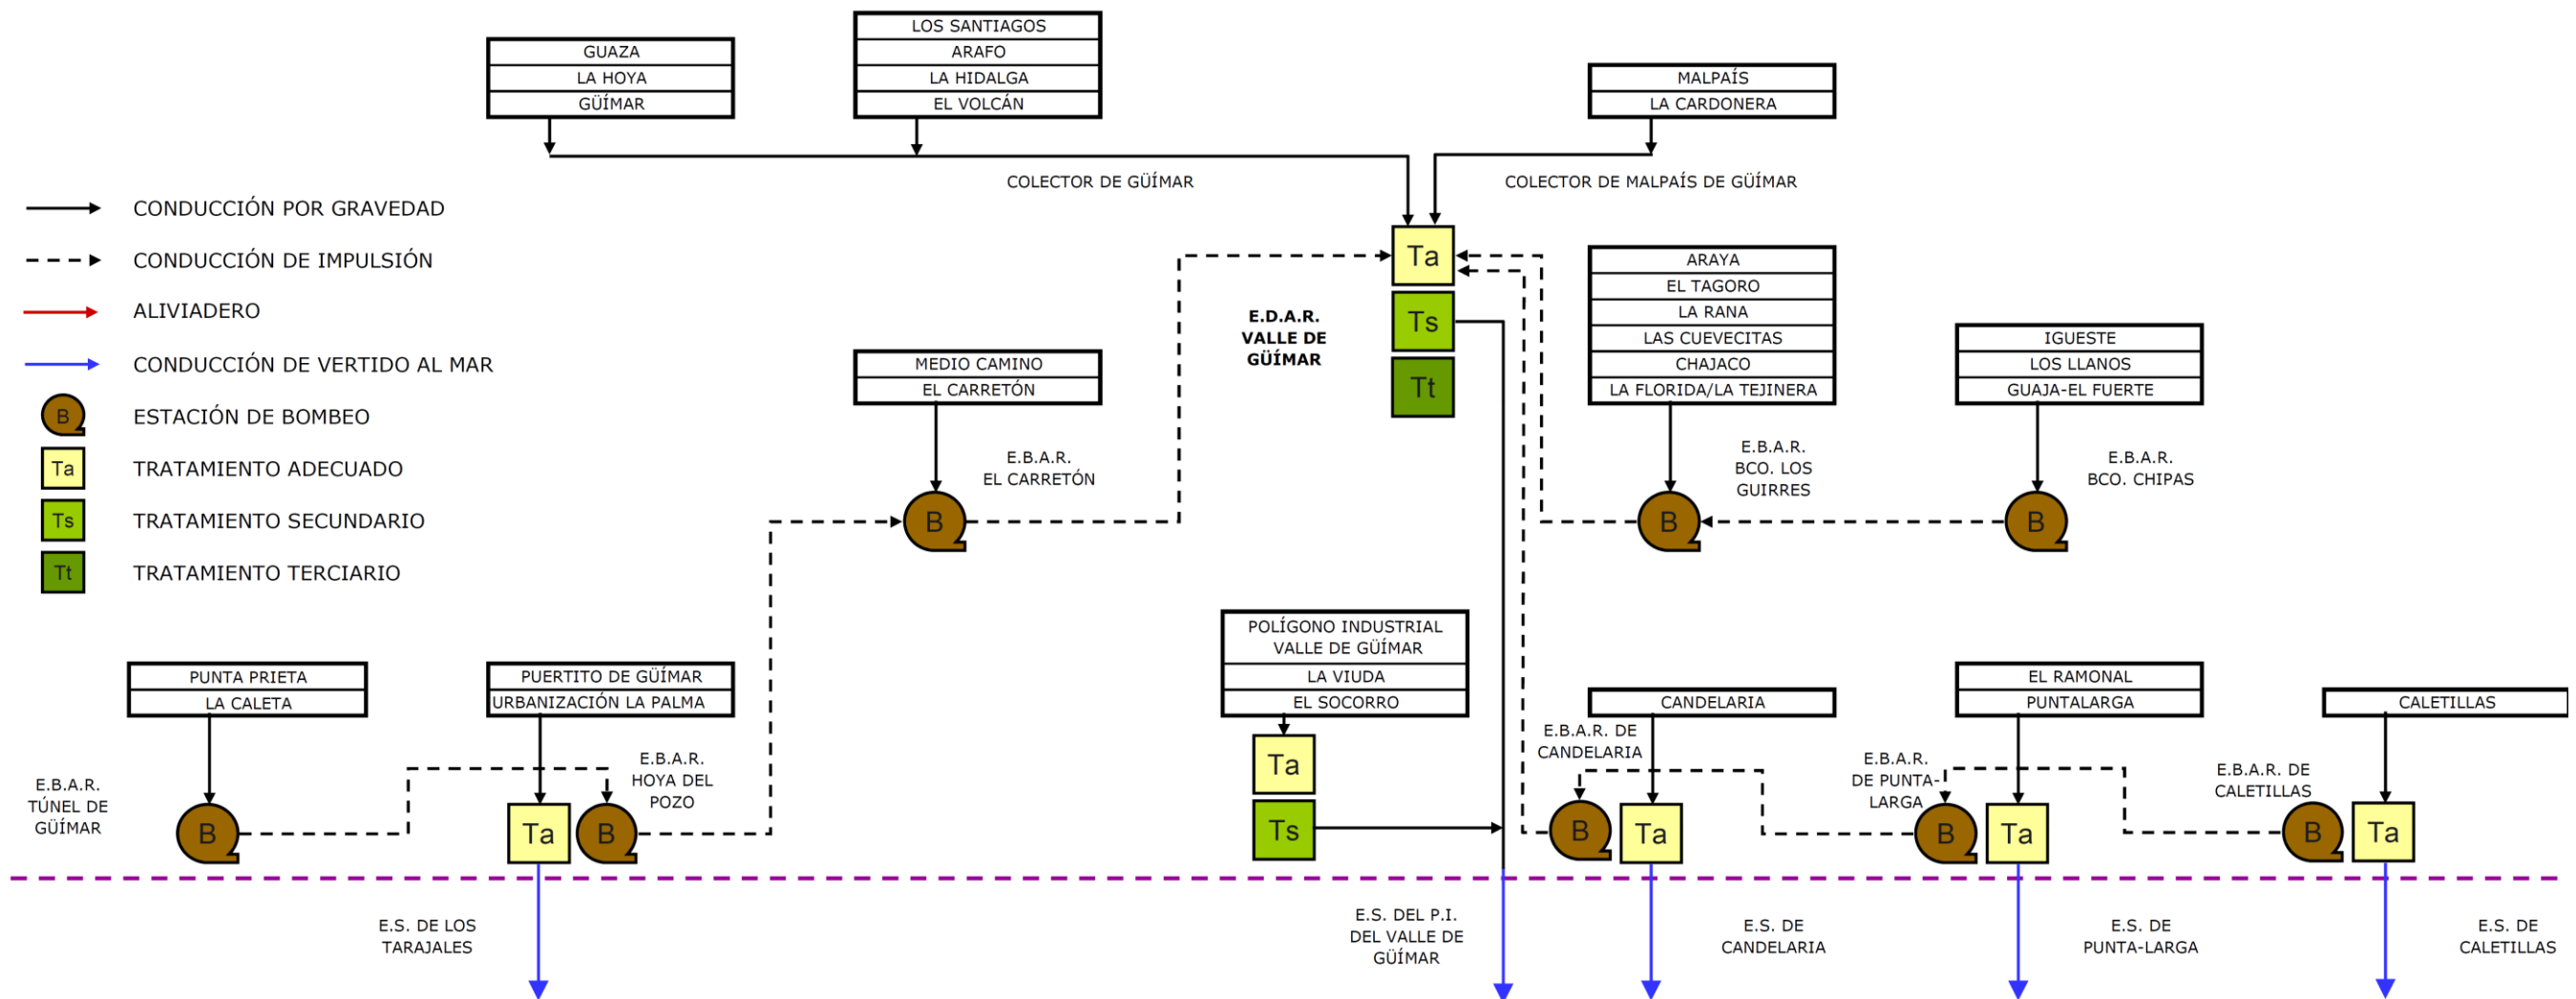 LOS SANTIAGOS
ARAFO
LA HIDALGA
EL VOLCÁN
GUAZA
LA HOYA
GÜÍMAR
MALPAÍS
LA CARDONERA
COLECTOR DE GÜÍMAR
COLECTOR DE MALPAÍS DE GÜÍMAR
CONDUCCIÓN POR GRAVEDAD
CONDUCCIÓN DE IMPULSIÓN
ALIVIADERO
CONDUCCIÓN DE VERTIDO AL MAR
B
ESTACIÓN DE BOMBEO
Ta
TRATAMIENTO ADECUADO
Ts
TRATAMIENTO SECUNDARIO
Tt
TRATAMIENTO TERCIARIO
Ta
Ts
Tt
E.D.A.R.
VALLE DE
GÜÍMAR
ARAYA
EL TAGORO
LA RANA
LAS CUEVECITAS
CHAJACO
LA FLORIDA/LA TEJINERA
IGUESTE
LOS LLANOS
GUAJA-EL FUERTE
MEDIO CAMINO
EL CARRETÓN
E.B.A.R.
EL CARRETÓN
B
E.B.A.R.
BCO. LOS
GUIRRES
B
E.B.A.R.
BCO. CHIPAS
B
PUNTA PRIETA
LA CALETA
E.B.A.R.
TÚNEL DE
GÜÍMAR
B
PUERTITO DE GÜÍMAR
URBANIZACIÓN LA PALMA
Ta
B
E.B.A.R.
HOYA DEL
POZO
POLÍGONO INDUSTRIAL
VALLE DE GÜÍMAR
LA VIUDA
EL SOCORRO
Ta
Ts
CANDELARIA
E.B.A.R. DE
CANDELARIA
B
Ta
EL RAMONAL
PUNTALARGA
E.B.A.R.
DE PUNTA-
LARGA
B
Ta
CALETILLAS
E.B.A.R. DE
CALETILLAS
B
Ta
E.S. DE LOS
TARAJALES
E.S. DEL P.I.
DEL VALLE DE
GÜÍMAR
E.S. DE
CANDELARIA
E.S. DE
PUNTA-LARGA
E.S. DE
CALETILLAS